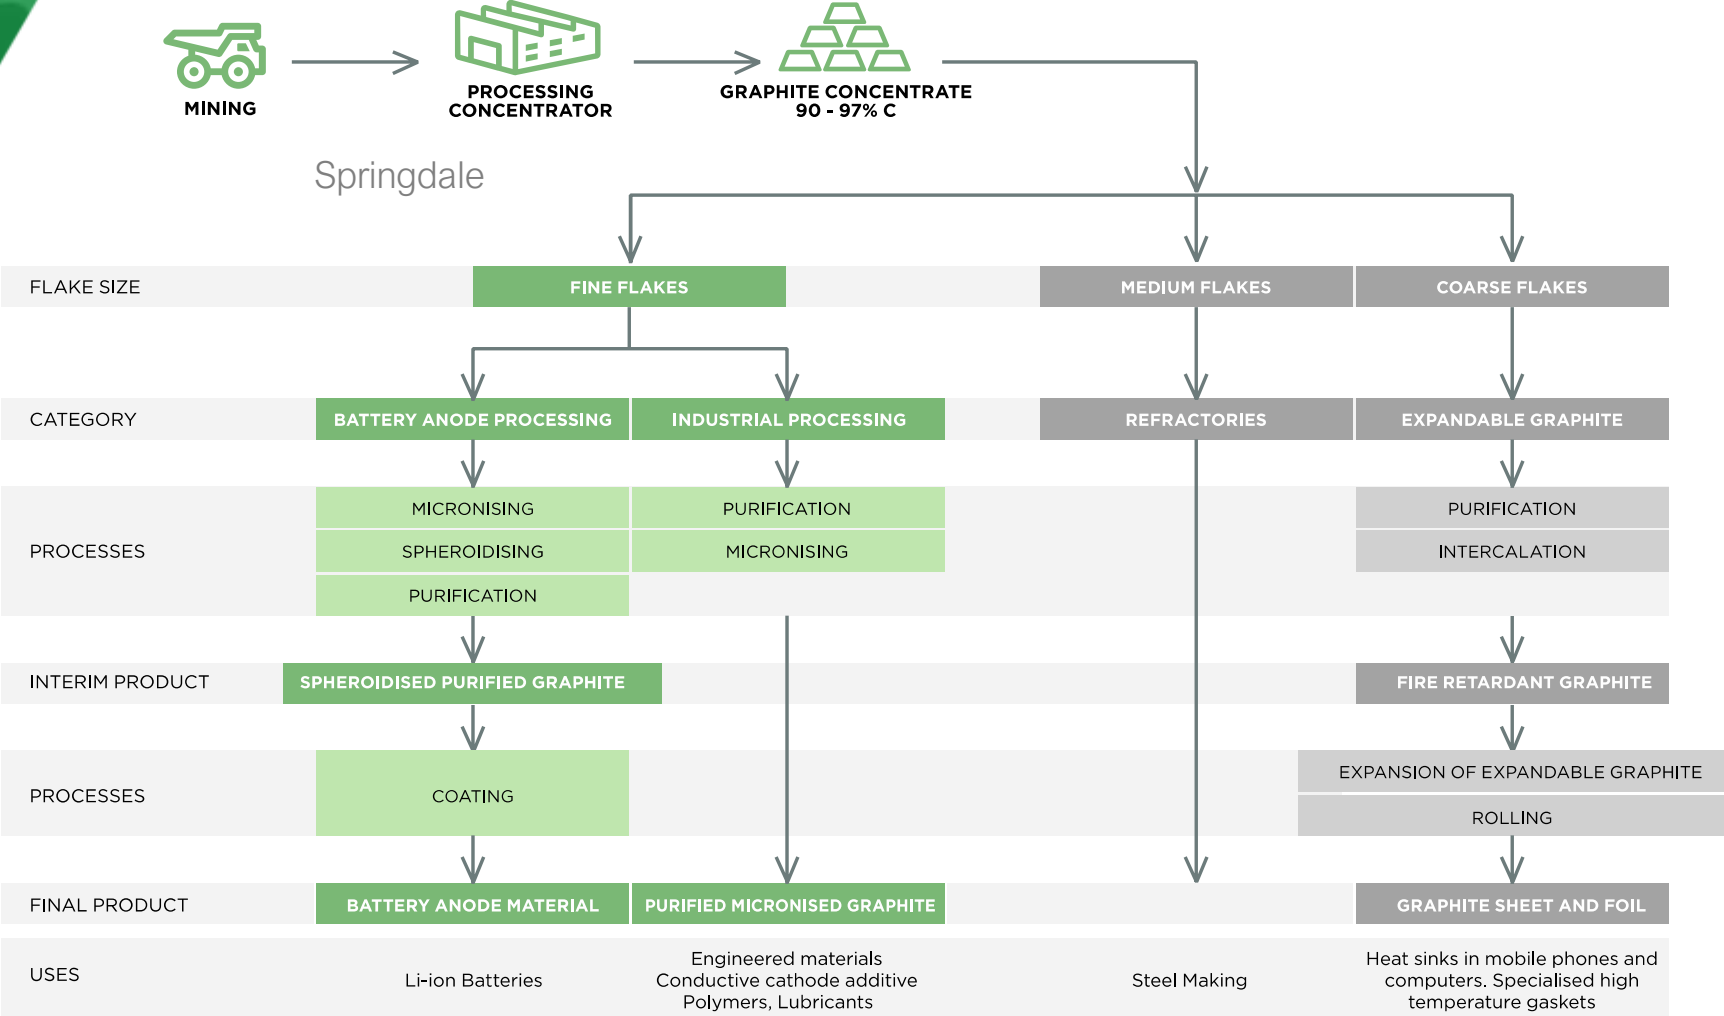 MINING
PROCESSING
CONCENTRATOR
GRAPHITE CONCENTRATE
90 - 97% C
Springdale
FLAKE SIZE
FINE FLAKES
MEDIUM FLAKES
COARSE FLAKES
CATEGORY
BATTERY ANODE PROCESSING
INDUSTRIAL PROCESSING
REFRACTORIES
EXPANDABLE GRAPHITE
PROCESSES
MICRONISING
SPHEROIDISING
PURIFICATION
PURIFICATION
MICRONISING
PURIFICATION
INTERCALATION
INTERIM PRODUCT
SPHEROIDISED PURIFIED GRAPHITE
FIRE RETARDANT GRAPHITE
PROCESSES
COATING
EXPANSION OF EXPANDABLE GRAPHITE
ROLLING
FINAL PRODUCT
BATTERY ANODE MATERIAL
PURIFIED MICRONISED GRAPHITE
GRAPHITE SHEET AND FOIL
USES
Li-ion Batteries
Engineered materials
Conductive cathode additive
Polymers, Lubricants
Steel Making
Heat sinks in mobile phones and
computers. Specialised high
temperature gaskets